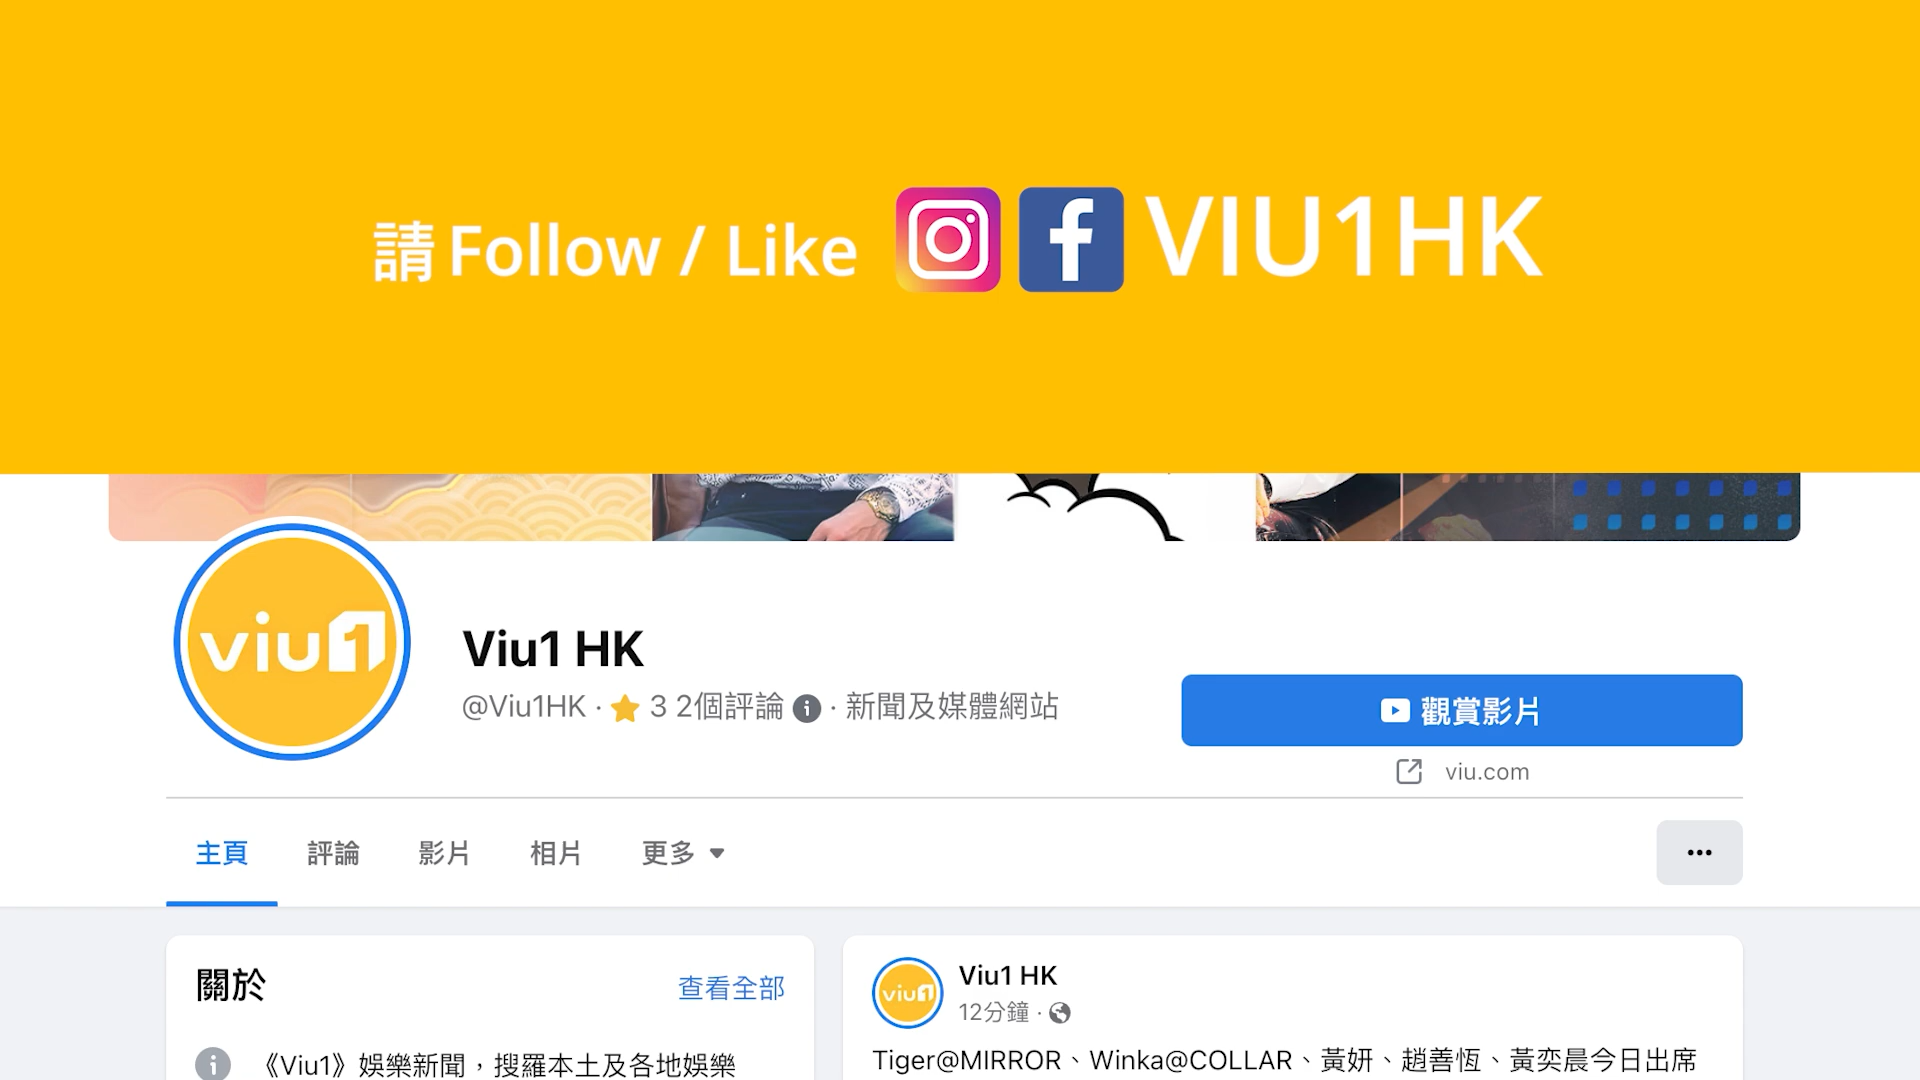 請 Follow / Like VIU1HK
viu1
Viu1 HK
@Viu1HK · 3 2個評論 · 新聞及媒體網站
觀賞影片
viu.com
主頁 評論 影片 相片 更多
關於 查看全部
《Viu1》娛樂新聞，搜羅本土及各地娛樂
viu1
Viu1 HK
12分鐘 ·
Tiger@MIRROR、Winka@COLLAR、黃妍、趙善恆、黃奕晨今日出席